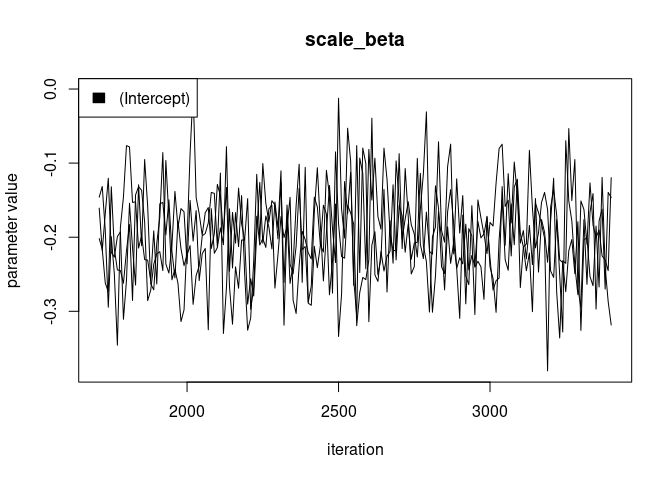 scale_beta
(Intercept)
parameter value
0.0
-0.1
-0.2
-0.3
2000 2500 3000
iteration